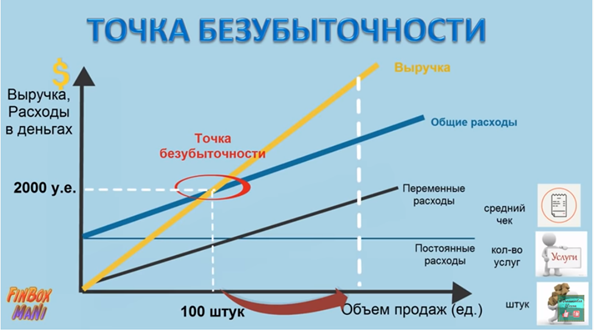 ТОЧКА БЕЗУБЫТОЧНОСТИ
$
Выручка,
Расходы
в деньгах
Выручка
Общие расходы
Точка
безубыточности
2000 у.е.
Переменные
расходы
Постоянные
расходы
средний
чек
кол-во
услуг
Услуги
штук
100 штук
Объем продаж (ед.)
FinBox
MANi